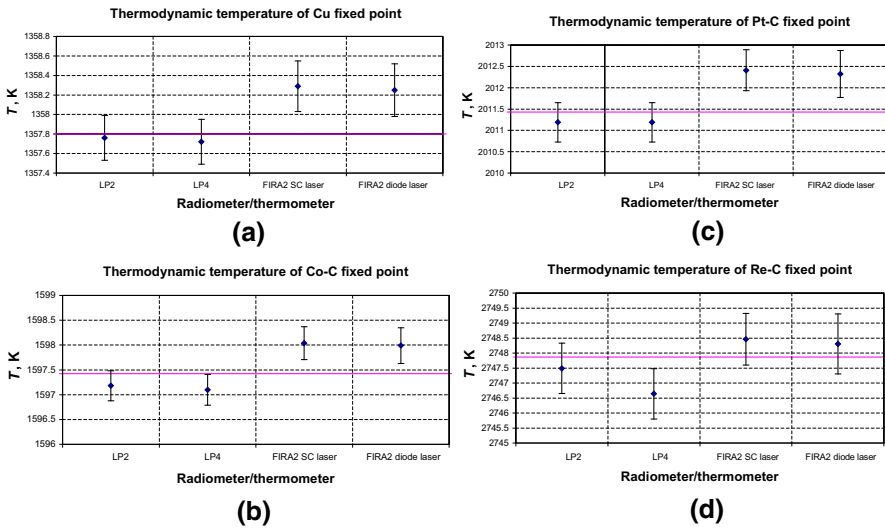 Thermodynamic temperature of Cu fixed point
T, K
1358.8
1358.6
1358.4
1358.2
1358
1357.8
1357.6
1357.4
LP2 LP4 FIRA2 SC laser FIRA2 diode laser
Radiometer/thermometer
(a)
Thermodynamic temperature of Co-C fixed point
T, K
1599
1598.5
1598
1597.5
1597
1596.5
1596
LP2 LP4 FIRA2 SC laser FIRA2 diode laser
Radiometer/thermometer
(b)
Thermodynamic temperature of Pt-C fixed point
T, K
2013
2012.5
2012
2011.5
2011
2010.5
2010
LP2 LP4 FIRA2 SC laser FIRA2 diode laser
Radiometer/thermometer
(c)
Thermodynamic temperature of Re-C fixed point
T, K
2750
2749.5
2749
2748.5
2748
2747.5
2747
2746.5
2746
2745.5
2745
LP2 LP4 FIRA2 SC laser FIRA2 diode laser
Radiometer/thermometer
(d)